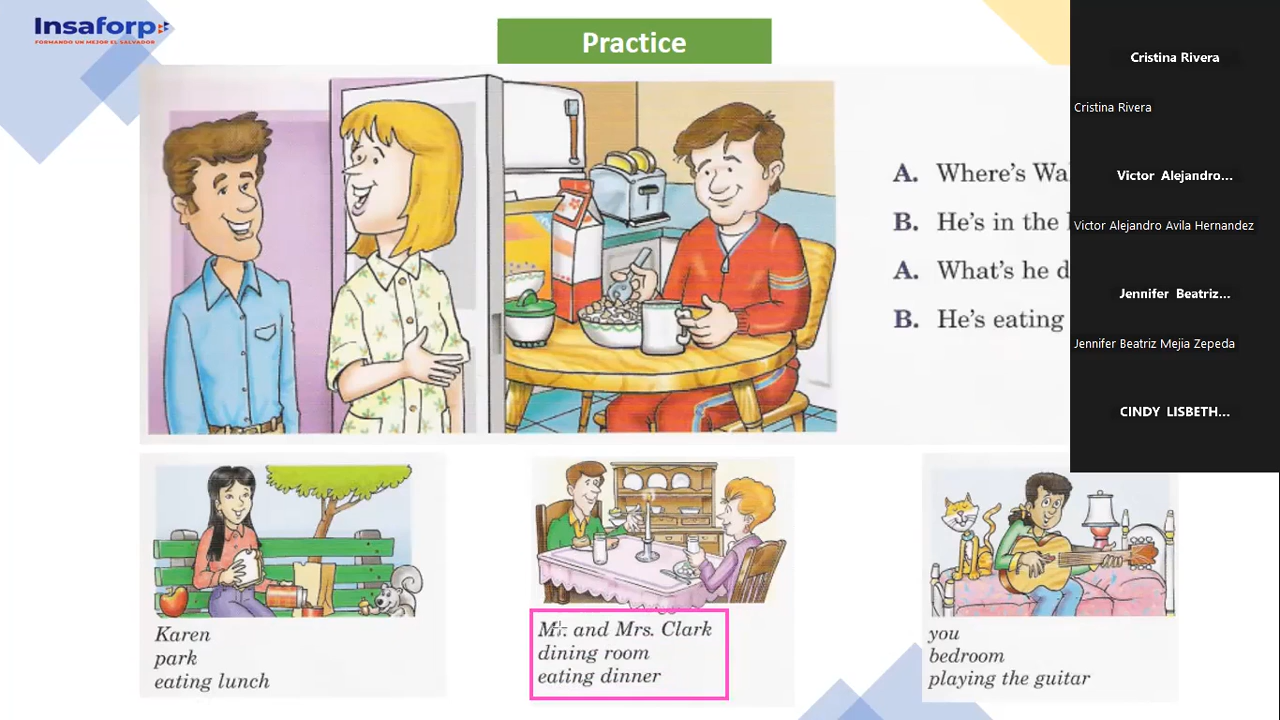 Insaforp
FORMANDO UN MEJOR EL SALVADOR
Practice
A. Where's Wa
B. He's in the
A. What's he d
B. He's eating
Karen
park
eating lunch
Mr. and Mrs. Clark
dining room
eating dinner
you
bedroom
playing the guitar
Cristina Rivera
Cristina Rivera
Victor Alejandro...
Victor Alejandro Avila Hernandez
Jennifer Beatriz...
Jennifer Beatriz Mejia Zepeda
CINDY LISBETH...